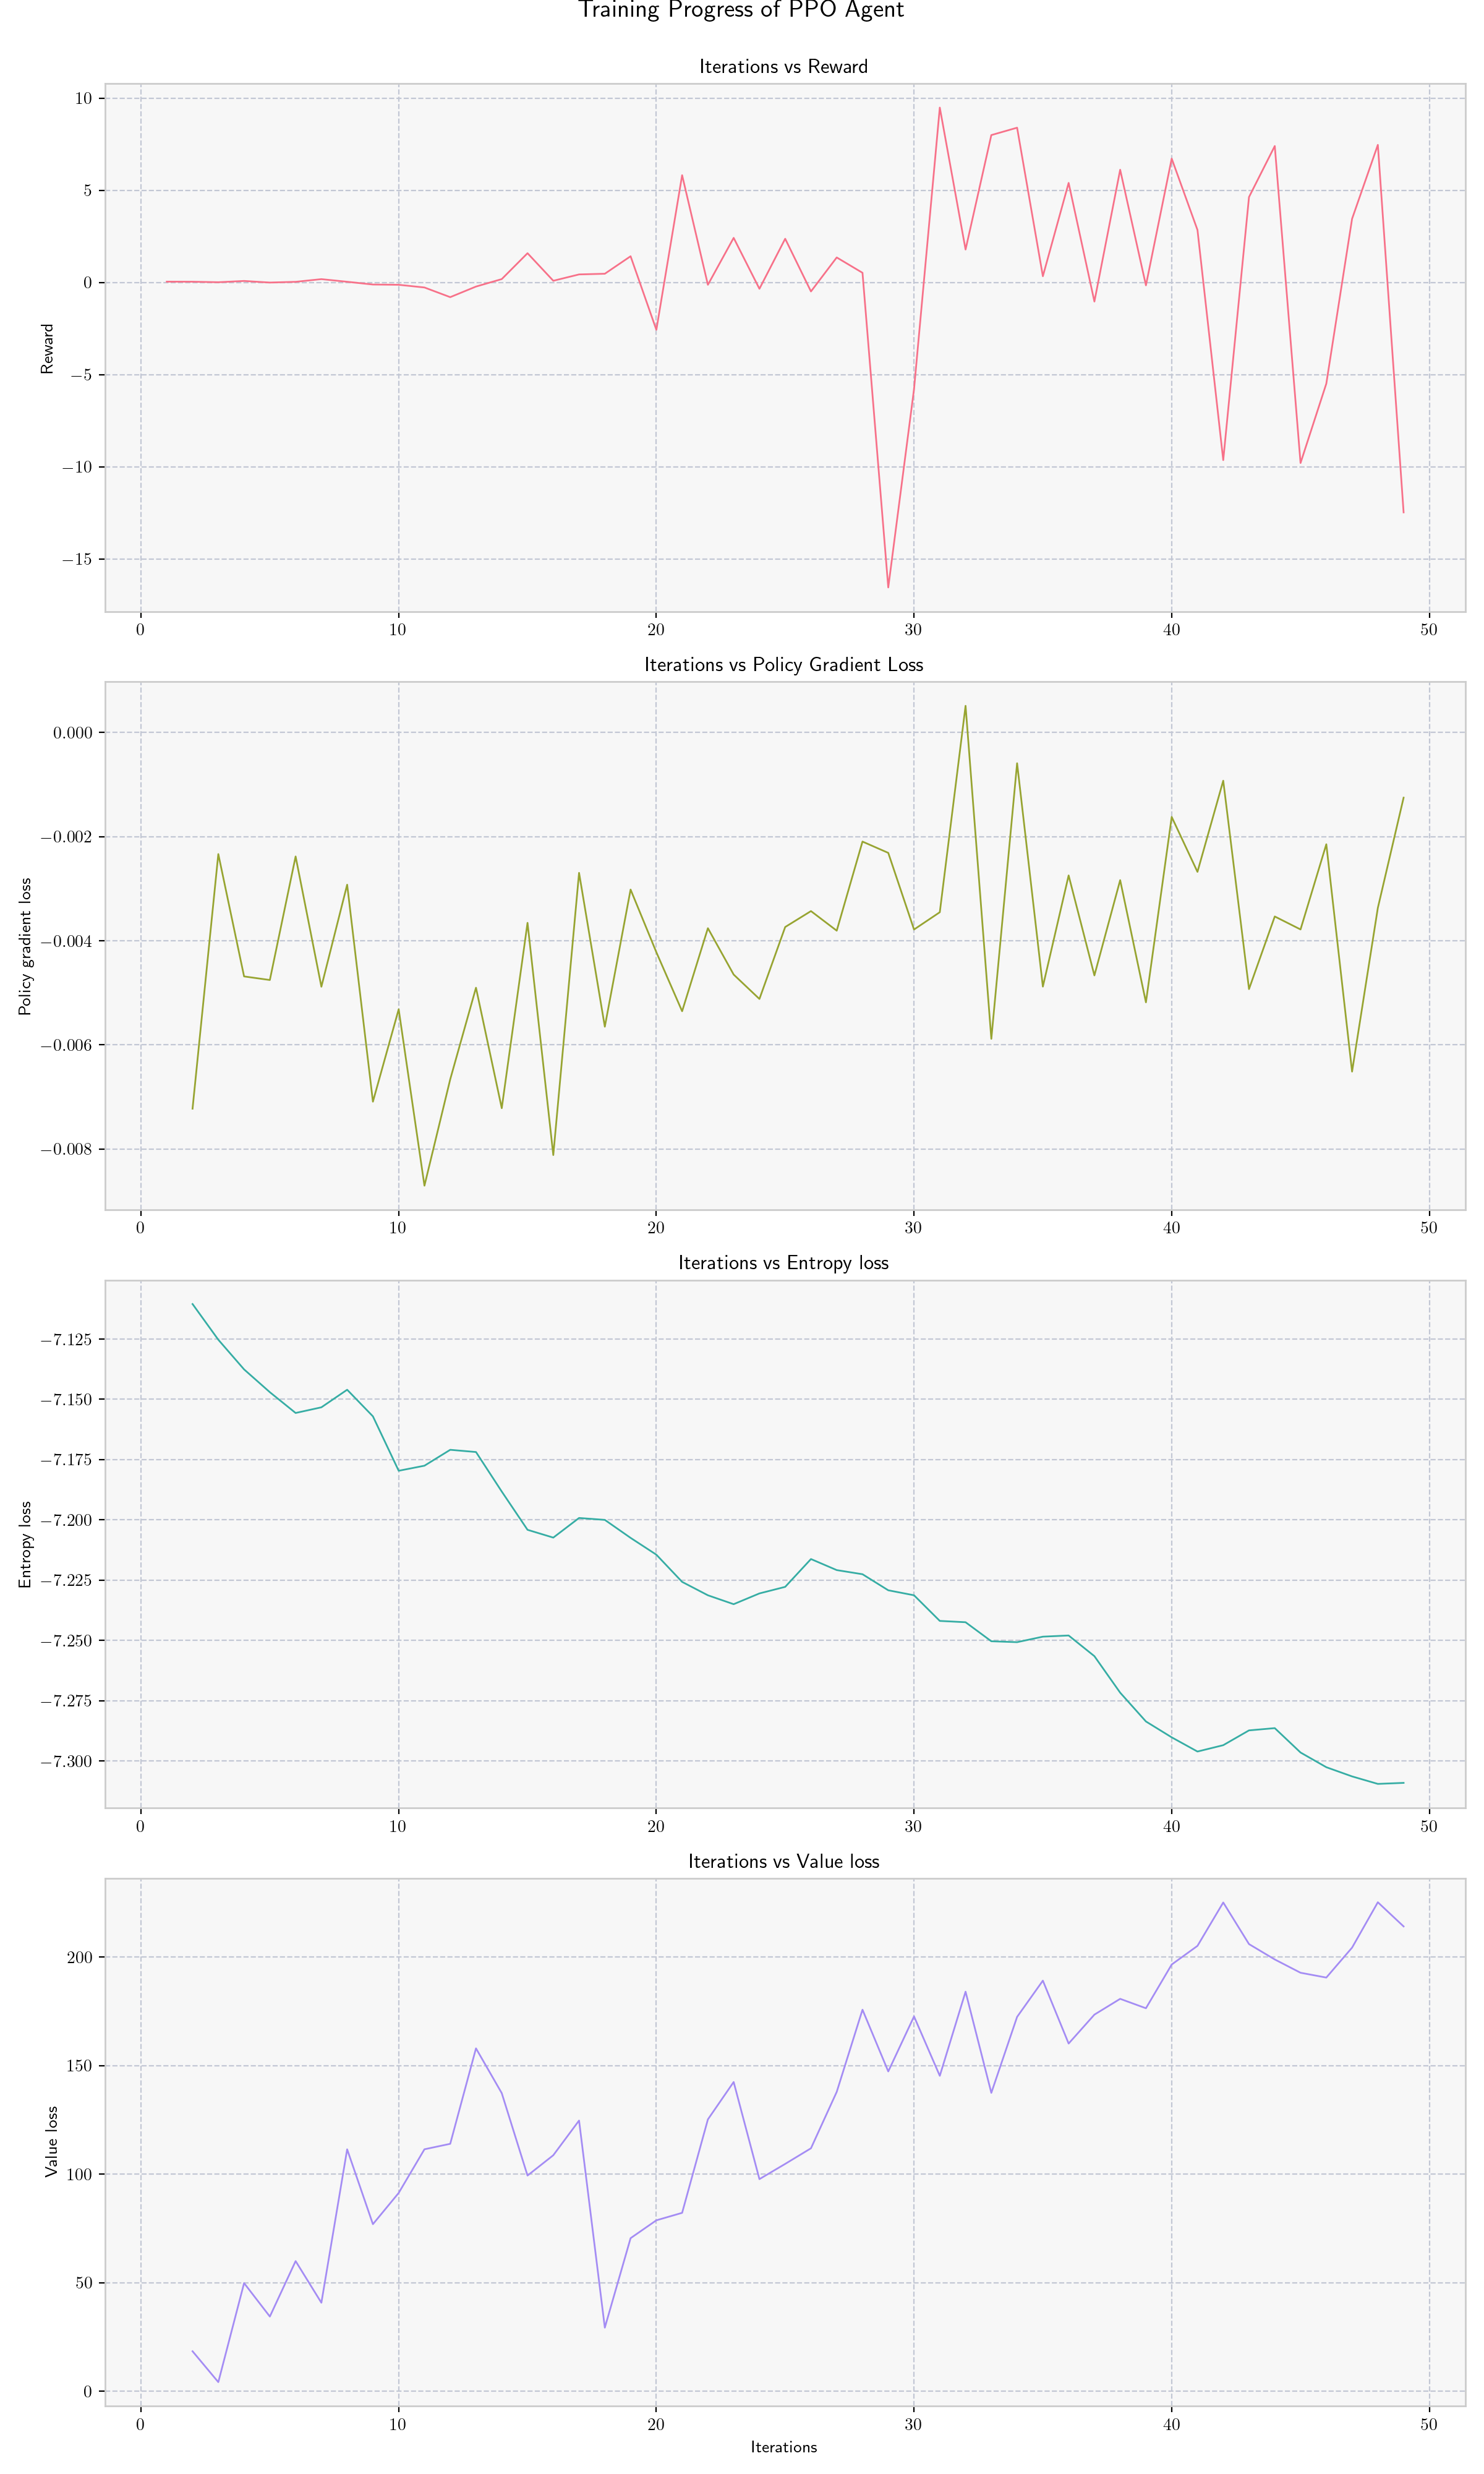 Training Progress of PPO Agent
Iterations vs Reward
10
5
0
−5
−10
−15
Reward
0 10 20 30 40 50
Iterations vs Policy Gradient Loss
0.000
−0.002
−0.004
−0.006
−0.008
Policy gradient loss
0 10 20 30 40 50
Iterations vs Entropy loss
−7.125
−7.150
−7.175
−7.200
−7.225
−7.250
−7.275
−7.300
Entropy loss
0 10 20 30 40 50
Iterations vs Value loss
200
150
100
50
0
Value loss
0 10 20 30 40 50
Iterations